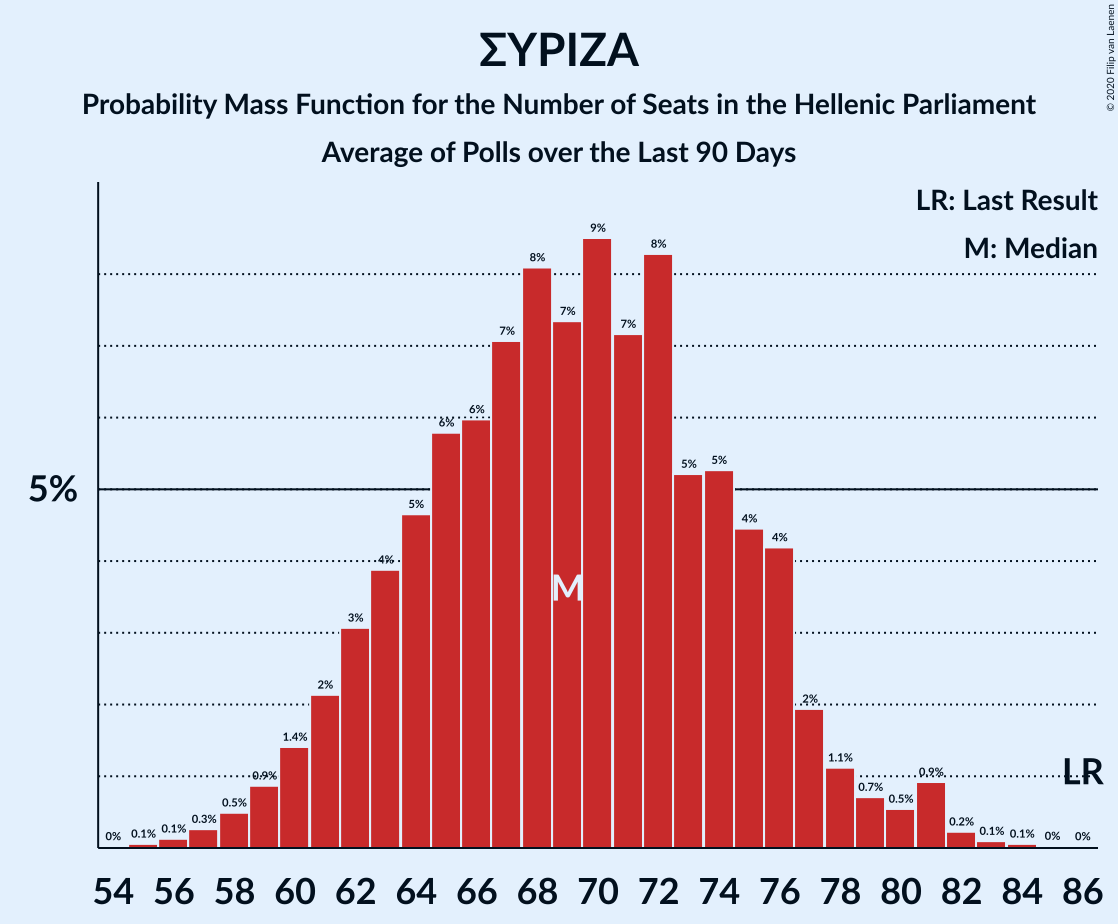 ΣΥΡΙΖΑ
Probability Mass Function for the Number of Seats in the Hellenic Parliament
Average of Polls over the Last 90 Days
© 2020 Filip van Laenen
LR: Last Result
M: Median
5%
0% 0.1% 0.1% 0.3% 0.5% 0.9% 1.4% 2% 3% 4% 5% 6% 6% 7% 8% 7% 9% 7% 8% 5% 5% 4% 4% 2% 1.1% 0.7% 0.5% 0.9% 0.2% 0.1% 0.1% 0% 0%
M
LR
54 56 58 60 62 64 66 68 70 72 74 76 78 80 82 84 86